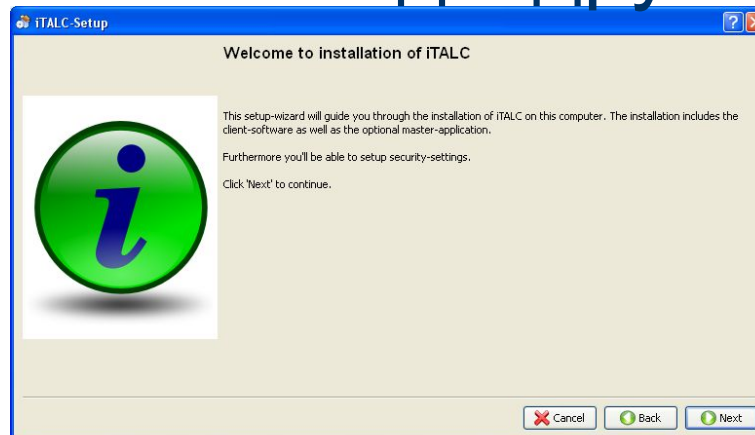 iTALC-Setup
Welcome to installation of iTALC
This setup-wizard will guide you through the installation of iTALC on this computer. The installation includes the
client-software as well as the optional master-application.
Furthermore you'll be able to setup security-settings.
Click 'Next' to continue.
Cancel
Back
Next